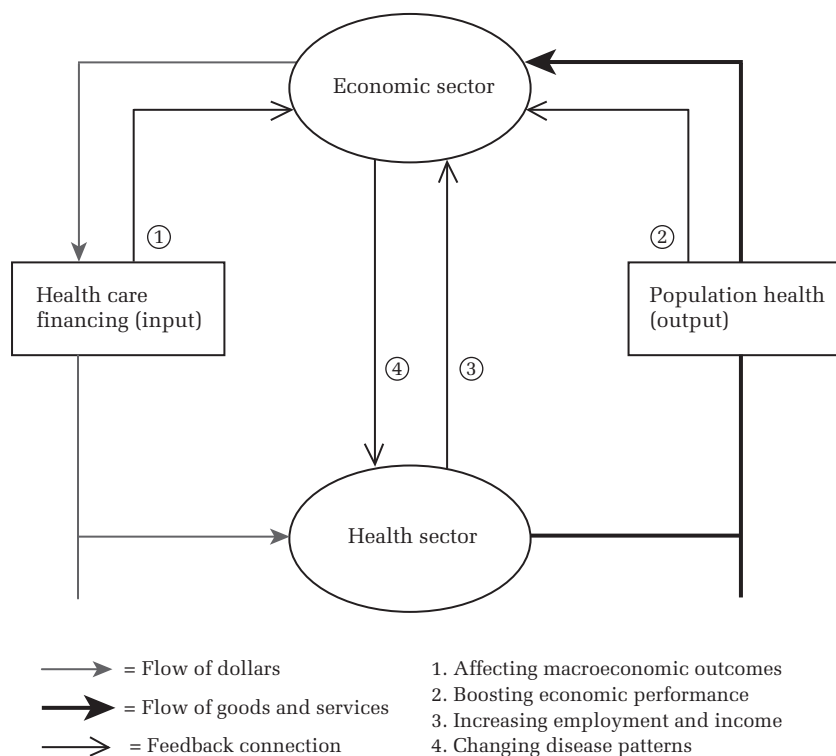 Economic sector
①
②
Health care
financing (input)
Population health
(output)
④
③
Health sector
= Flow of dollars
= Flow of goods and services
= Feedback connection
1. Affecting macroeconomic outcomes
2. Boosting economic performance
3. Increasing employment and income
4. Changing disease patterns